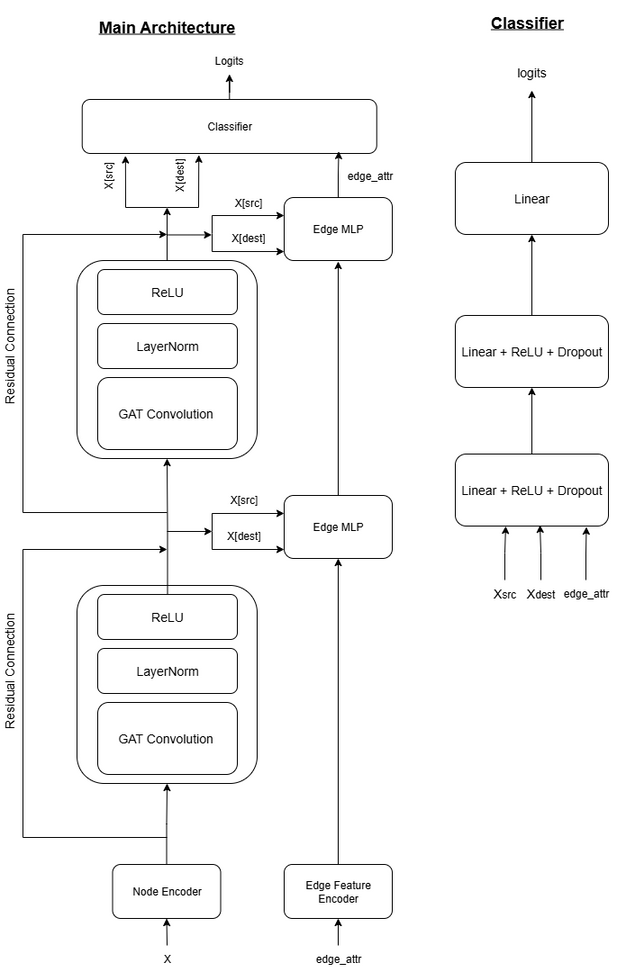 Main Architecture
Classifier
Logits
logits
Classifier
X[src]
X[dest]
edge_attr
X[src]
X[dest]
Edge MLP
Linear
ReLU
LayerNorm
GAT Convolution
Residual Connection
Linear + ReLU + Dropout
Linear + ReLU + Dropout
X[src]
X[dest]
Edge MLP
Xsrc
Xdest
edge_attr
ReLU
LayerNorm
GAT Convolution
Residual Connection
Node Encoder
Edge Feature
Encoder
X
edge_attr